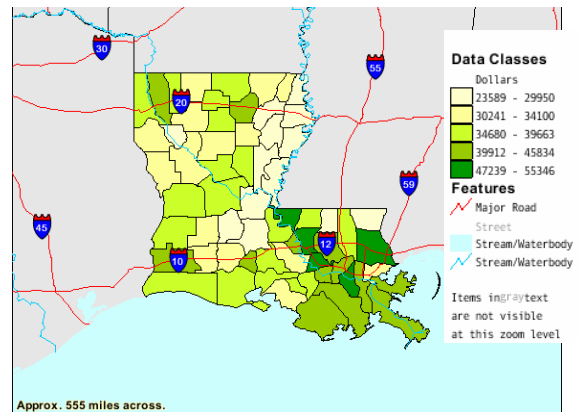 30
55
20
Data Classes
Dollars
23589 - 29950
30241 - 34100
34680 - 39663
39912 - 45834
47239 - 55346
59
Features
Major Road
Street
Stream/Waterbody
Stream/Waterbody
45
12
10
Items in gray text
are not visible
at this zoom level
Approx. 555 miles across.